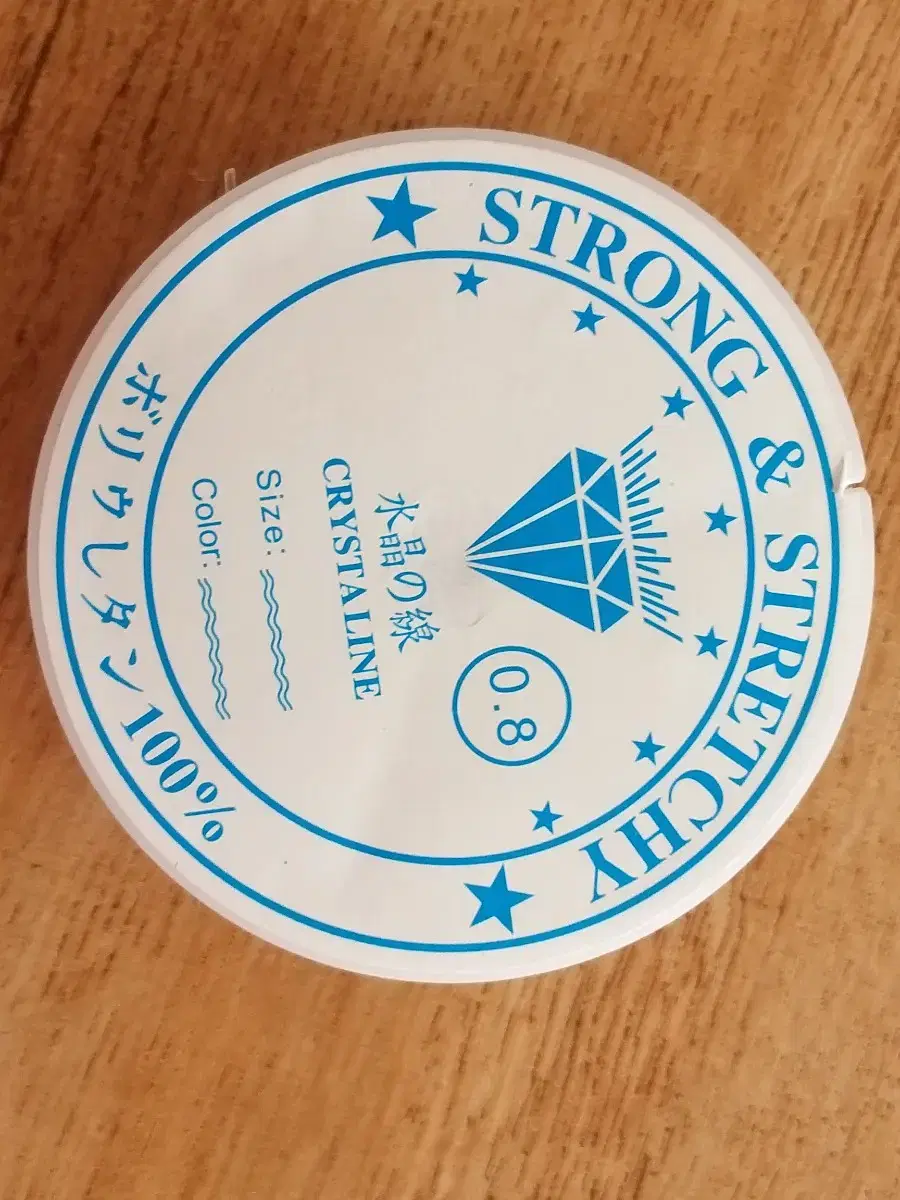 STRONG & STRETCHY
0.8
水晶の線
CRYSTALINE
Size:
Color:
ボリウレタン100%